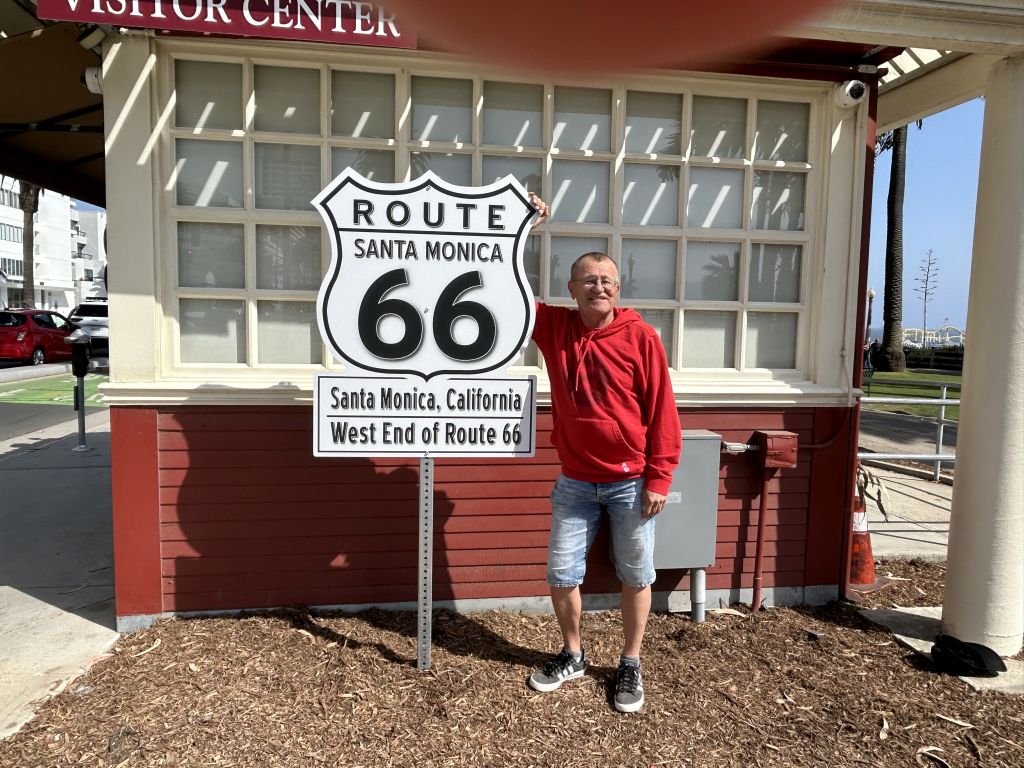 VISITOR CENTER
ROUTE
SANTA MONICA
66
Santa Monica, California
West End of Route 66